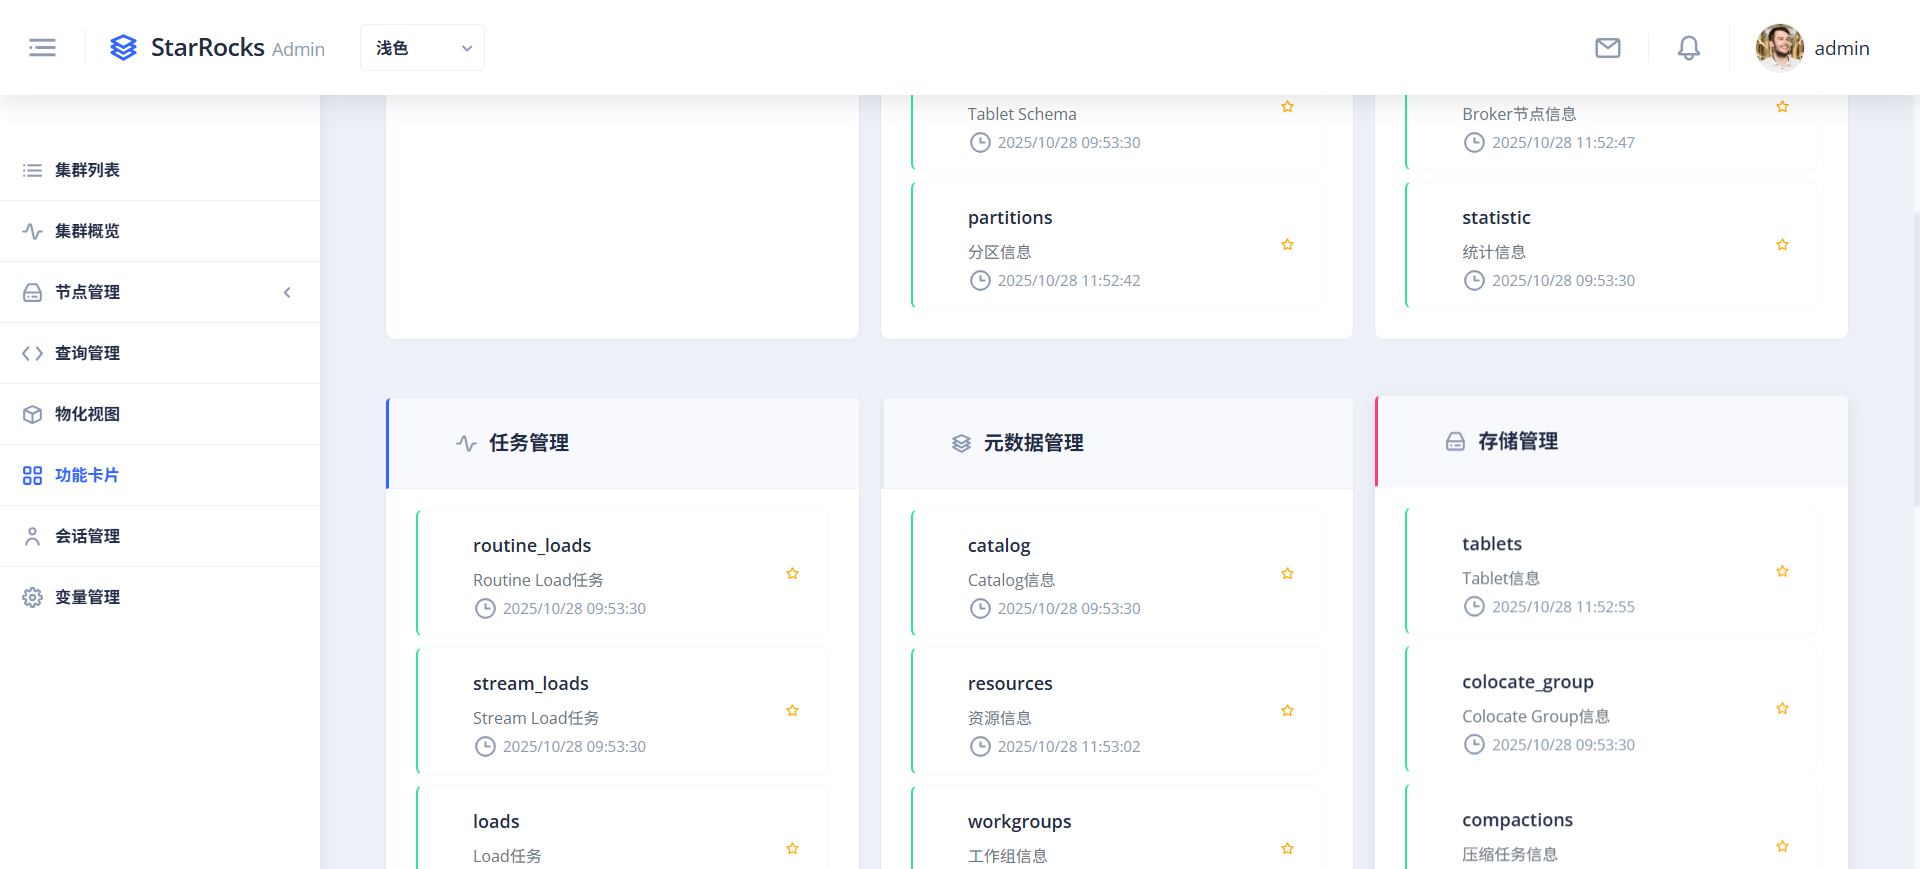 StarRocks Admin
浅色
admin
集群列表
集群概览
节点管理
查询管理
物化视图
功能卡片
会话管理
变量管理
Tablet Schema
2025/10/28 09:53:30
partitions
分区信息
2025/10/28 11:52:42
Broker节点信息
2025/10/28 11:52:47
statistic
统计信息
2025/10/28 09:53:30
任务管理
routine_loads
Routine Load任务
2025/10/28 09:53:30
stream_loads
Stream Load任务
2025/10/28 09:53:30
loads
Load任务
元数据管理
catalog
Catalog信息
2025/10/28 09:53:30
resources
资源信息
2025/10/28 11:53:02
workgroups
工作组信息
存储管理
tablets
Tablet信息
2025/10/28 11:52:55
colocate_group
Colocate Group信息
2025/10/28 09:53:30
compactions
压缩任务信息